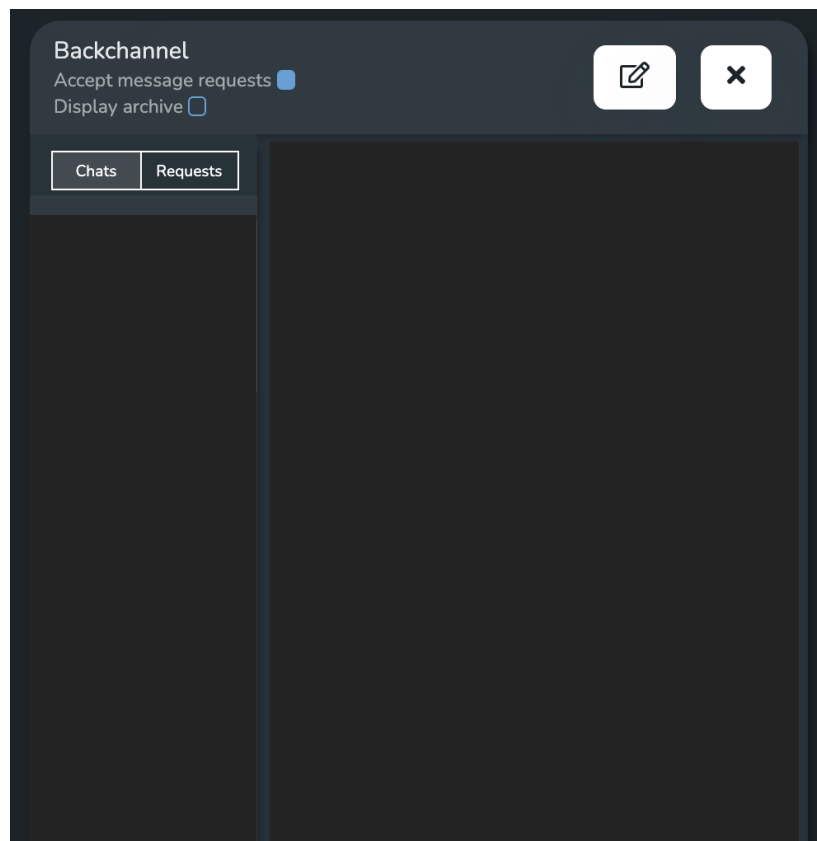 Backchannel
Accept message requests
Display archive
Chats
Requests